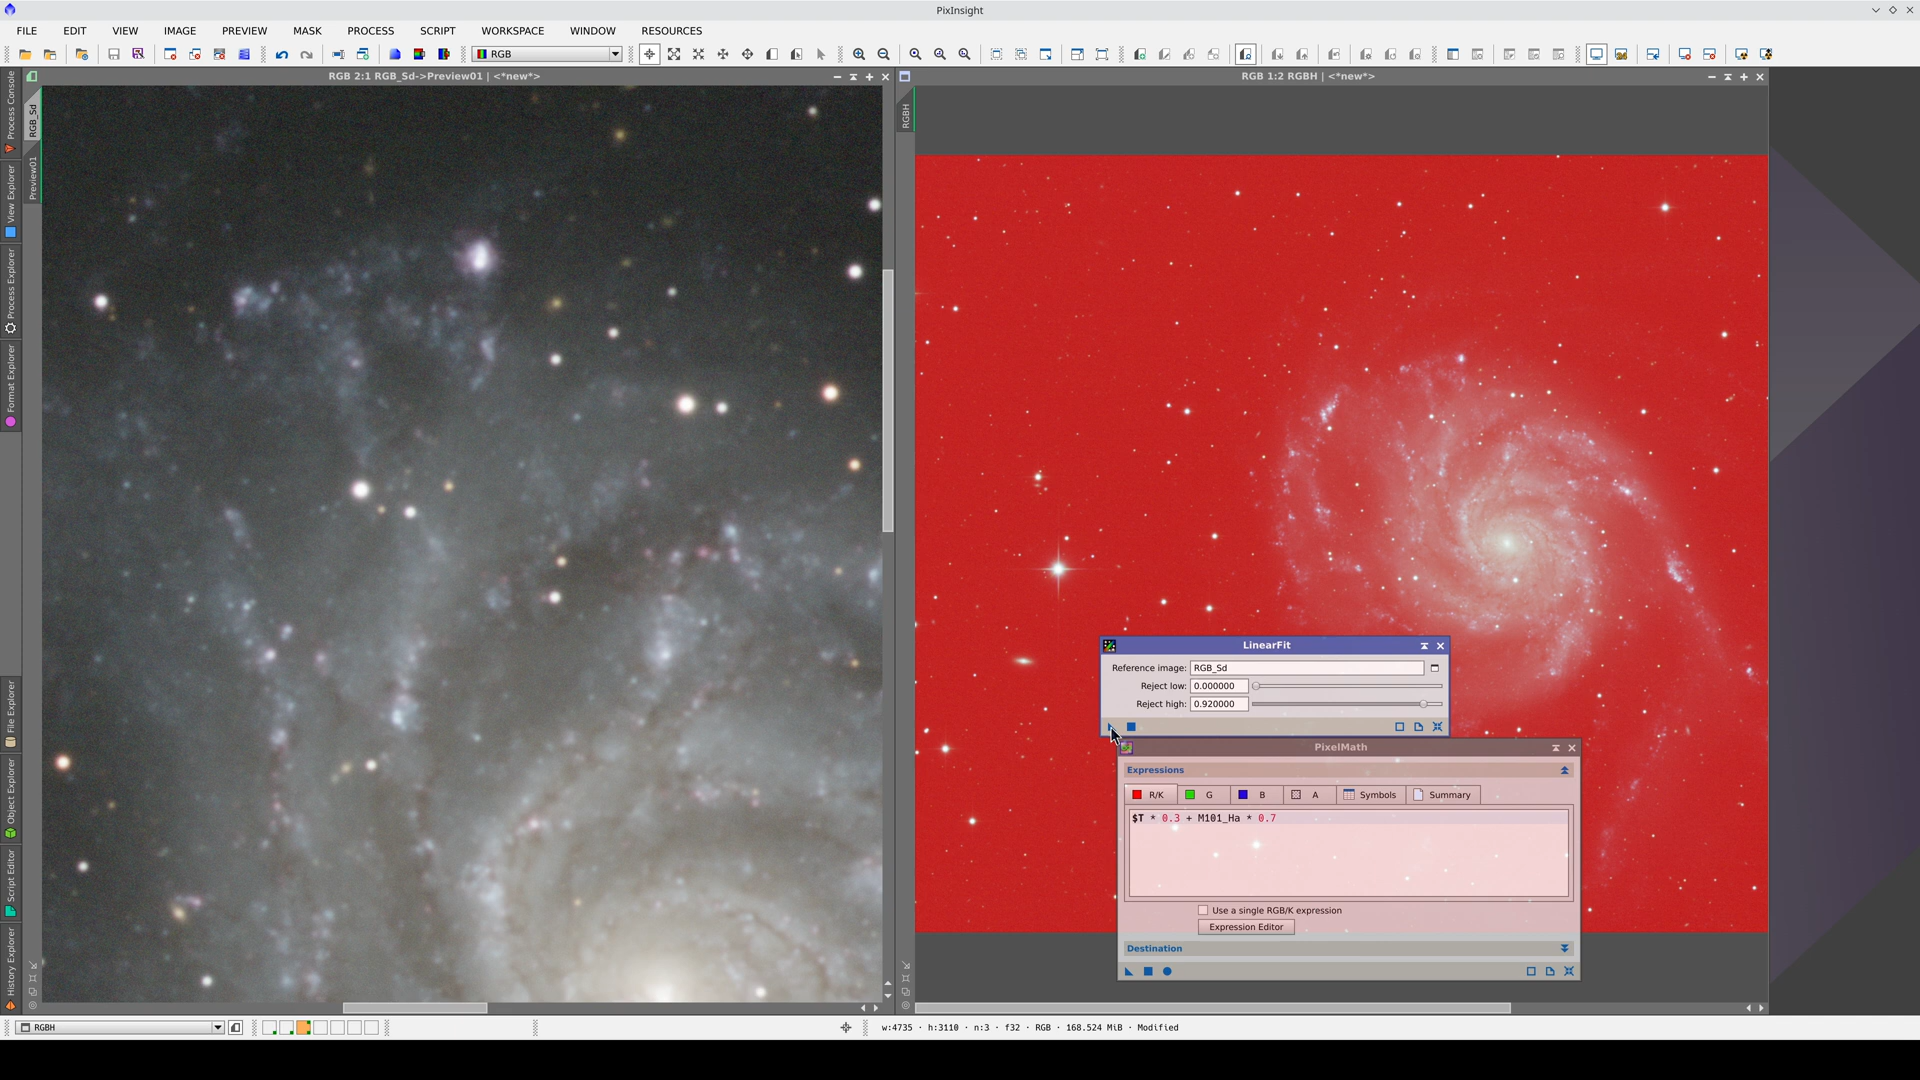 PixInsight
FILE EDIT VIEW IMAGE PREVIEW MASK PROCESS SCRIPT WORKSPACE WINDOW RESOURCES
RGB
RGB 2:1 RGB_Sd->Preview01 | <*new*>
RGB 1:2 RGBH | <*new*>
Process Console
View Explorer
Process Explorer
Format Explorer
File Explorer
Object Explorer
Script Editor
History Explorer
RGB_Sd
Preview01
RGBH
LinearFit
Reference image: RGB_Sd
Reject low: 0.000000
Reject high: 0.920000
PixelMath
Expressions
R/K G B A Symbols Summary
$T * 0.3 + M101_Ha * 0.7
Use a single RGB/K expression
Expression Editor
Destination
RGBH
w:4735 · h:3110 · n:3 · f32 · RGB · 168.524 MiB · Modified